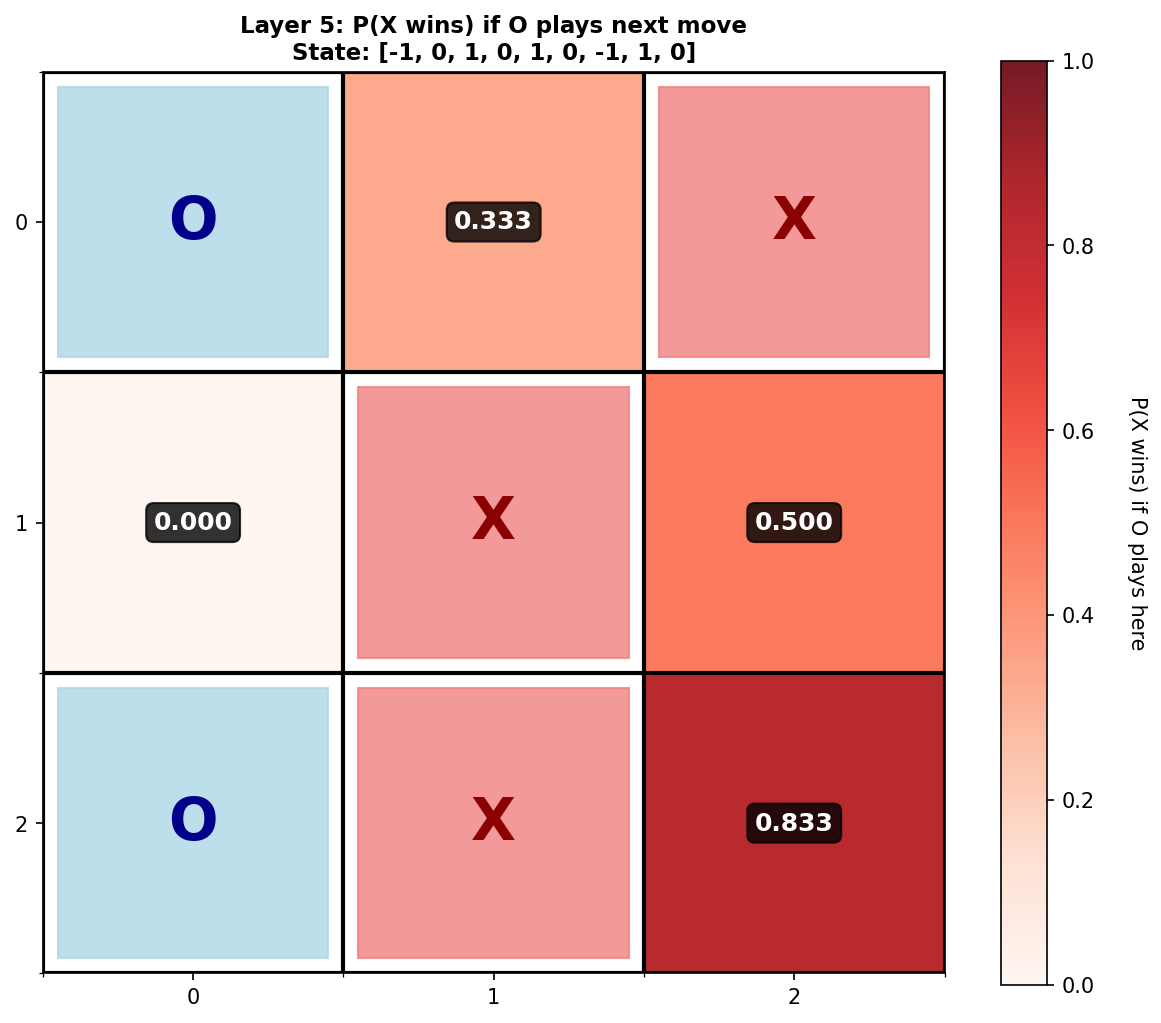 Layer 5: P(X wins) if O plays next move
State: [-1, 0, 1, 0, 1, 0, -1, 1, 0]
O
0.333
X
0.000
X
0.500
O
X
0.833
0
1
2
0
1
2
1.0
0.8
0.6
0.4
0.2
0.0
P(X wins) if O plays here